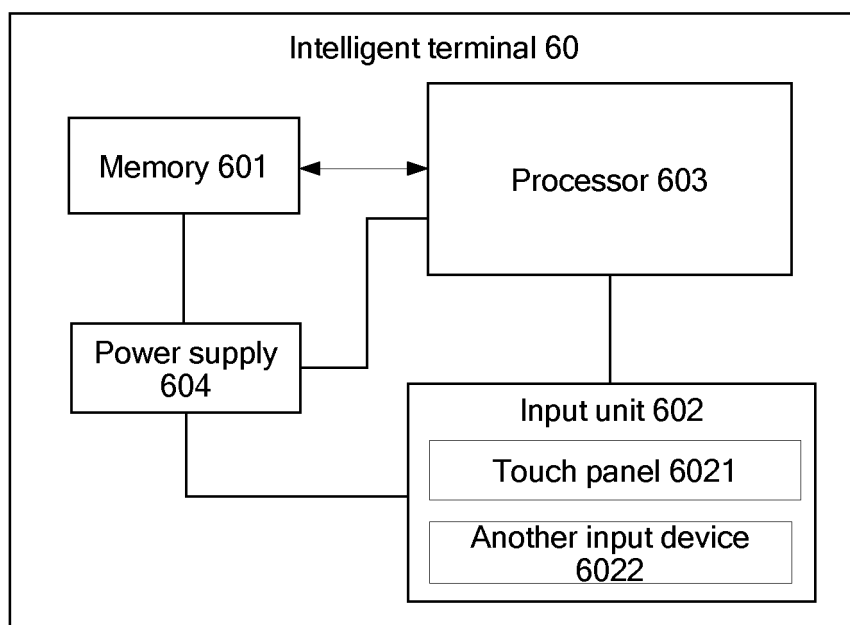 Intelligent terminal 60
Memory 601
Processor 603
Power supply
604
Input unit 602
Touch panel 6021
Another input device
6022